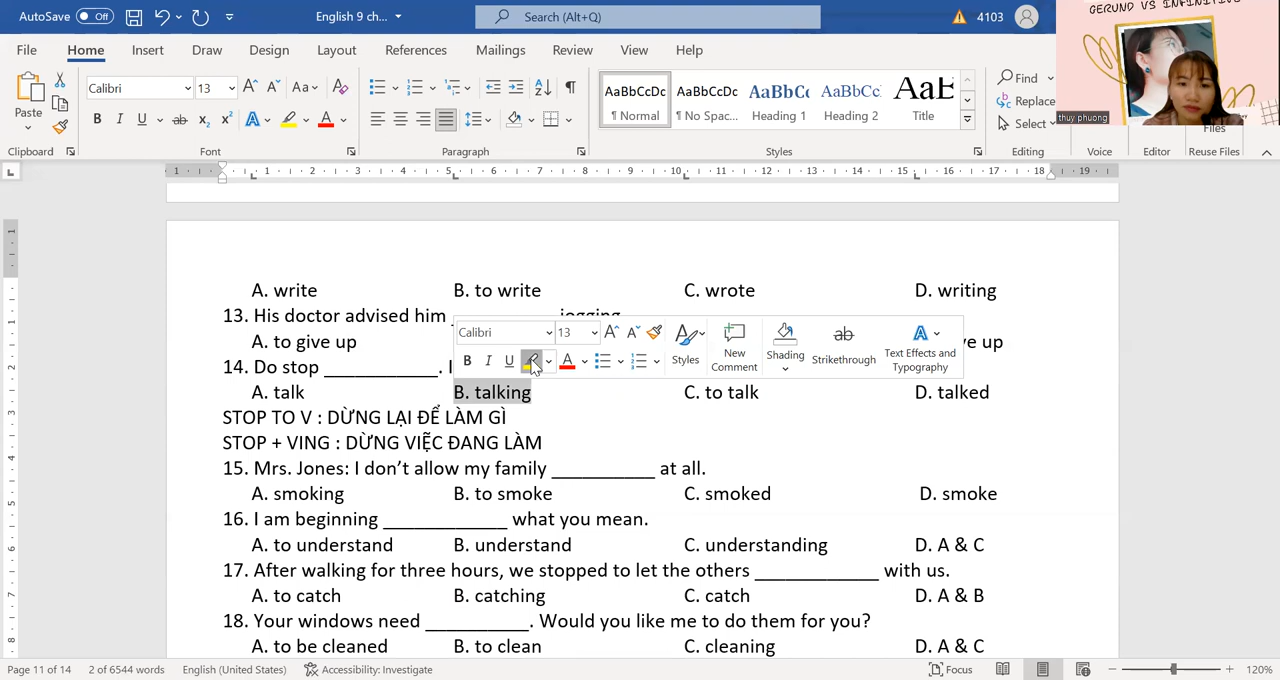 AutoSave Off English 9 ch... Search (Alt+Q) 4103
GERUND VS INFINITIVE
File Home Insert Draw Design Layout References Mailings Review View Help
Paste
Calibri 13 Aa
AaBbCcDc AaBbCcDc AaBbCc AaBbCc AaB
¶ Normal ¶ No Spac... Heading 1 Heading 2 Title
Find
Replace
Select
thuy phuong
Files
Clipboard Font Paragraph Styles Editing Voice Editor Reuse Files
A. write B. to write C. wrote D. writing
13. His doctor advised him jogging
A. to give up ve up
Calibri 13
Styles New Comment Shading Strikethrough Text Effects and Typography
14. Do stop ___________. I
A. talk B. talking C. to talk D. talked
STOP TO V : DỪNG LẠI ĐỂ LÀM GÌ
STOP + VING : DỪNG VIỆC ĐANG LÀM
15. Mrs. Jones: I don’t allow my family __________ at all.
A. smoking B. to smoke C. smoked D. smoke
16. I am beginning ____________ what you mean.
A. to understand B. understand C. understanding D. A & C
17. After walking for three hours, we stopped to let the others ____________ with us.
A. to catch B. catching C. catch D. A & B
18. Your windows need __________. Would you like me to do them for you?
A. to be cleaned B. to clean C. cleaning D. A & C
Page 11 of 14 2 of 6544 words English (United States) Accessibility: Investigate Focus 120%